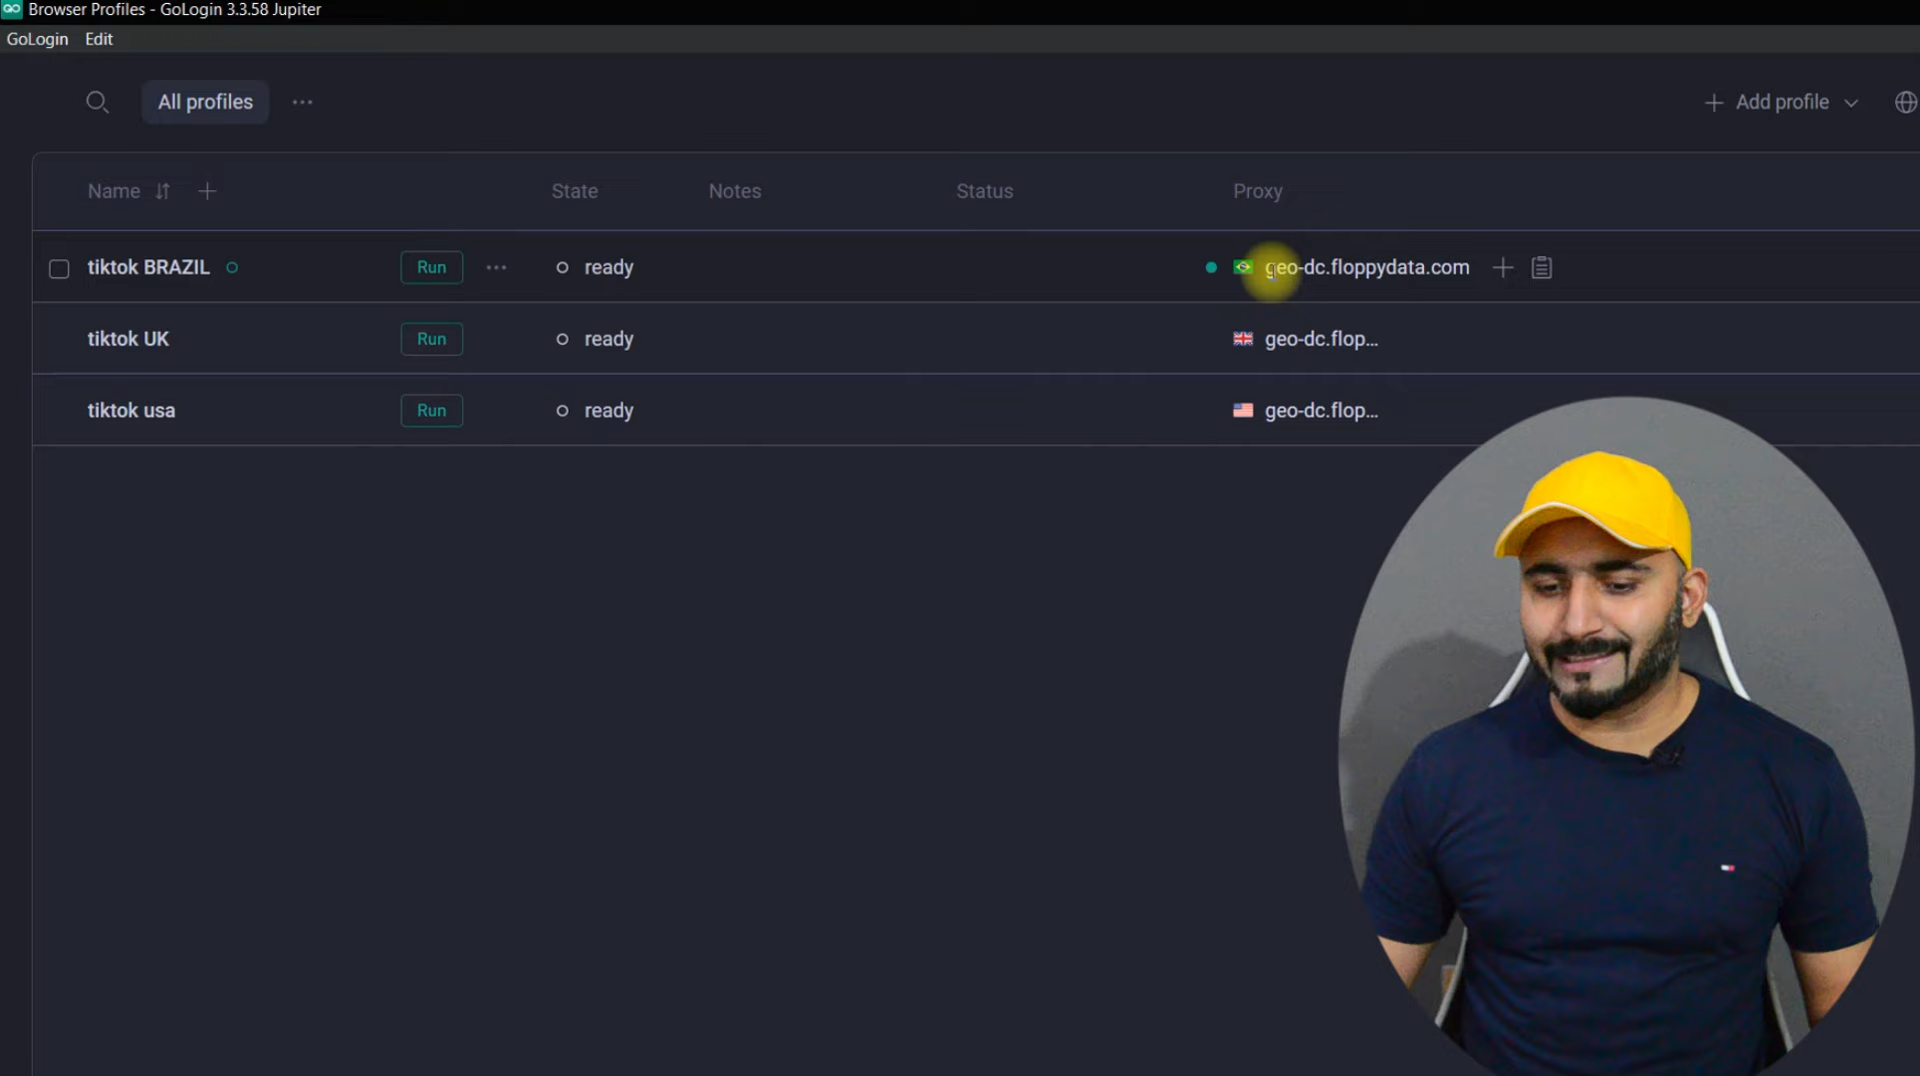 Browser Profiles - GoLogin 3.3.58 Jupiter
GoLogin Edit
All profiles ... + Add profile
Name + State Notes Status Proxy
tiktok BRAZIL Run ... ready geo-dc.floppydata.com +
tiktok UK Run ready geo-dc.flop...
tiktok usa Run ready geo-dc.flop...